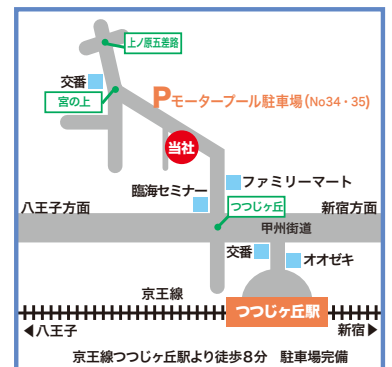 上ノ原五差路
交番
宮の上
Pモータープール駐車場(No34・35)
当社
臨海セミナー
ファミリーマート
八王子方面
つつじヶ丘
新宿方面
甲州街道
交番
オオゼキ
京王線
つつじヶ丘駅
◀八王子
新宿▶
京王線つつじヶ丘駅より徒歩8分 駐車場完備